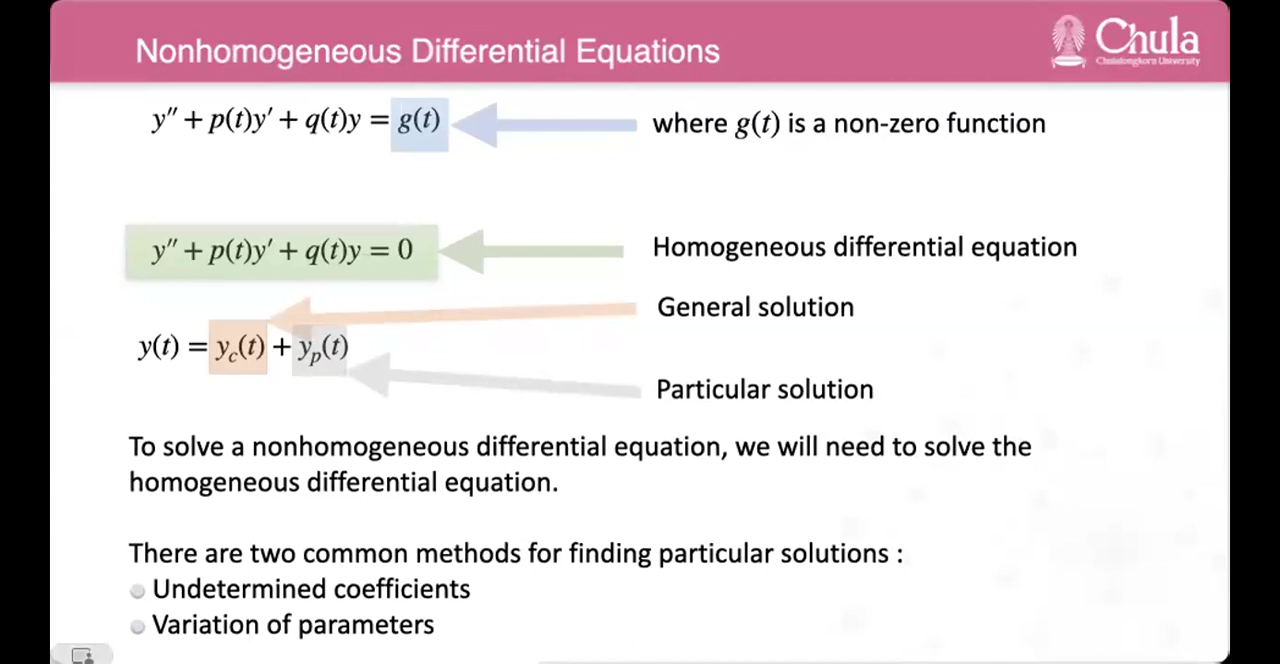 Nonhomogeneous Differential Equations
Chula
Chulalongkorn University
y″ + p(t)y′ + q(t)y = g(t)
where g(t) is a non-zero function
y″ + p(t)y′ + q(t)y = 0
Homogeneous differential equation
General solution
y(t) = y_c(t) + y_p(t)
Particular solution
To solve a nonhomogeneous differential equation, we will need to solve the
homogeneous differential equation.
There are two common methods for finding particular solutions :
Undetermined coefficients
Variation of parameters